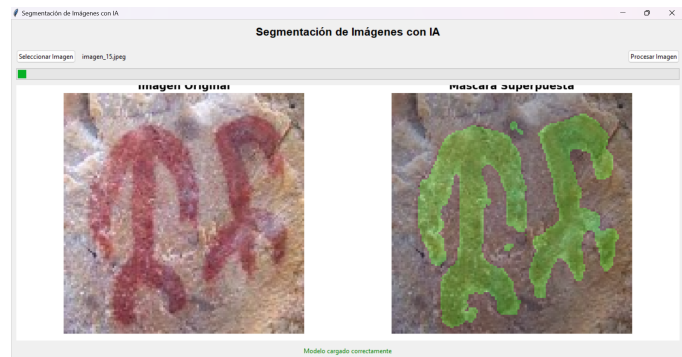 Segmentación de Imágenes con IA
Segmentación de Imágenes con IA
Seleccionar Imagen imagen_15.jpeg Procesar Imagen
Imagen Original Máscara Superpuesta
Modelo cargado correctamente